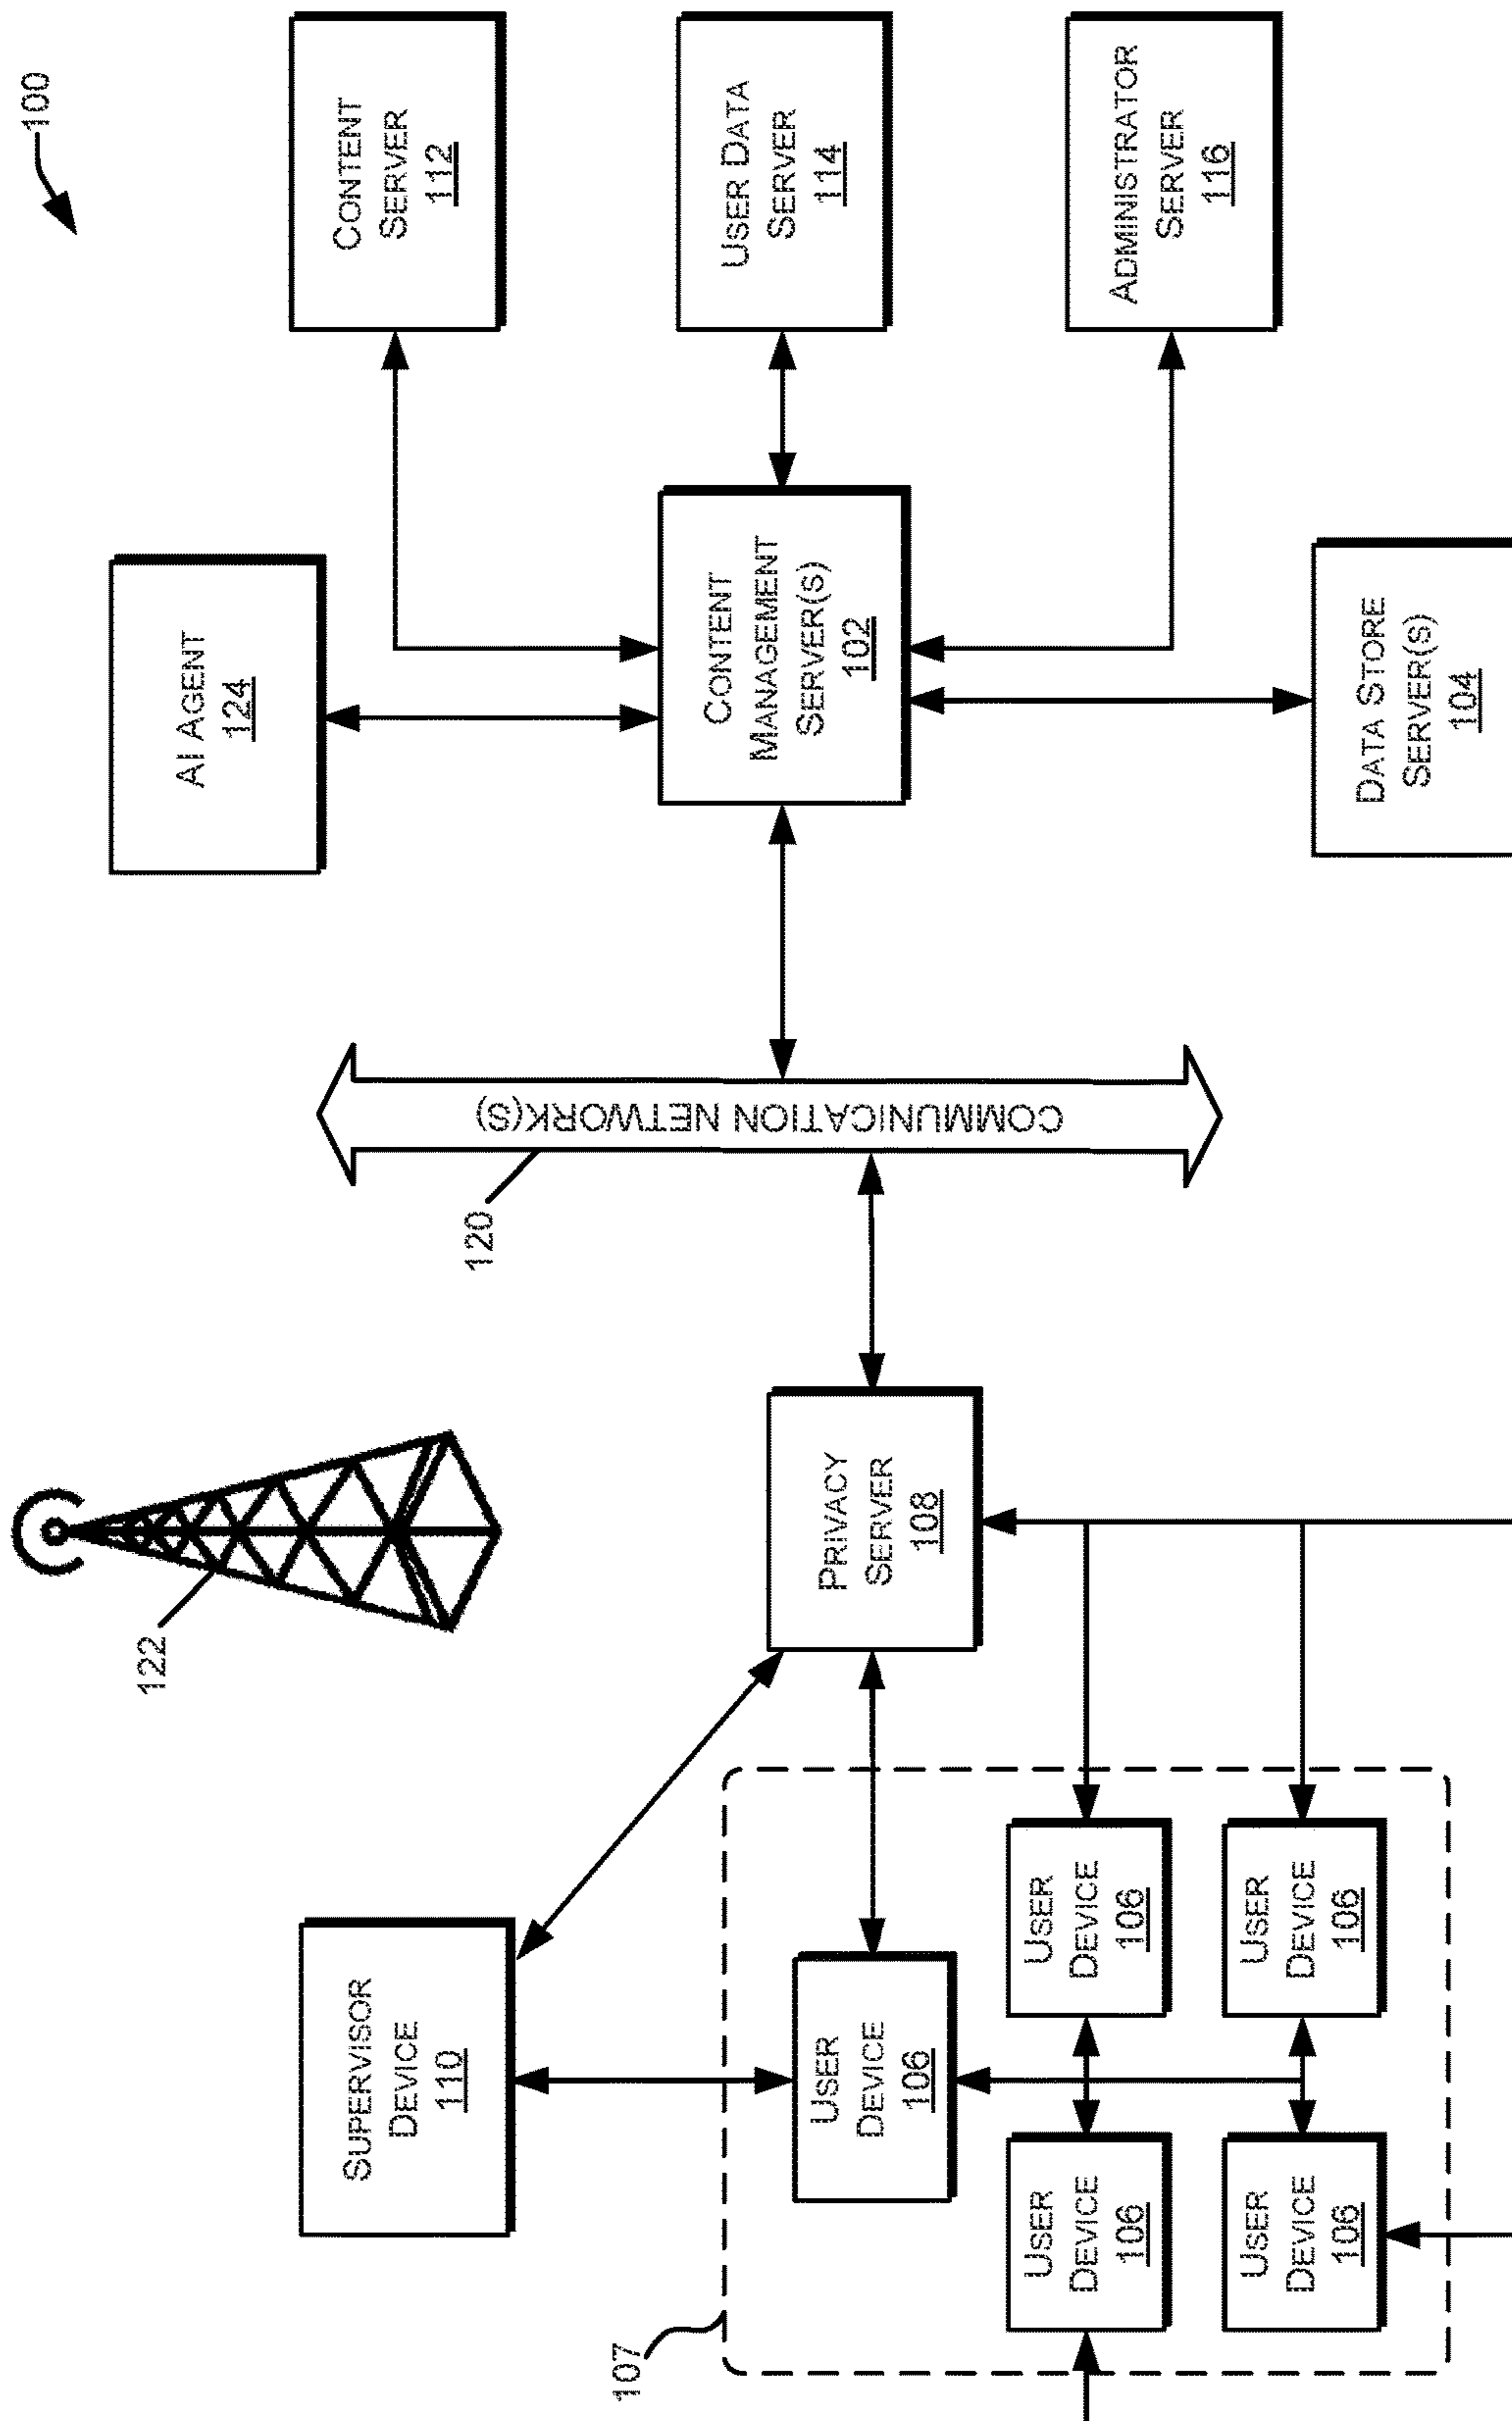 100
CONTENT
SERVER
112
USER DATA
SERVER
114
ADMINISTRATOR
SERVER
116
AI AGENT
124
CONTENT
MANAGEMENT
SERVER(S)
102
DATA STORE
SERVER(S)
104
COMMUNICATION NETWORK(S)
120
122
PRIVACY
SERVER
108
SUPERVISOR
DEVICE
110
USER
DEVICE
106
USER
DEVICE
106
USER
DEVICE
106
USER
DEVICE
106
USER
DEVICE
106
107